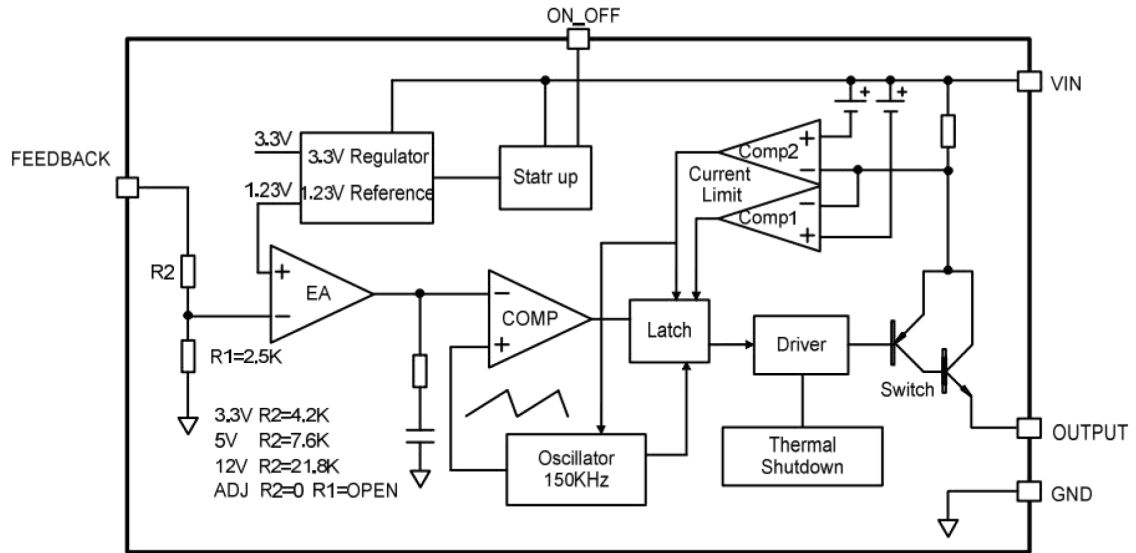 ON_OFF
VIN
FEEDBACK
3.3V
3.3V Regulator
1.23V
1.23V Reference
Statr up
+
+
+
Comp2
−
Current
Limit
−
Comp1
+
R2
+
EA
−
−
COMP
+
Latch
Driver
Switch
R1=2.5K
3.3V R2=4.2K
5V R2=7.6K
12V R2=21.8K
ADJ R2=0 R1=OPEN
Oscillator
150KHz
Thermal
Shutdown
OUTPUT
GND